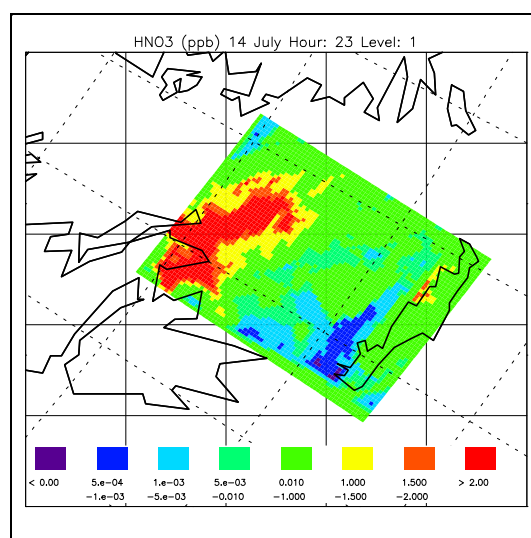 HNO3 (ppb) 14 July Hour: 23 Level: 1
< 0.00 5.e-04 1.e-03 5.e-03 0.010 1.000 1.500 > 2.00
-1.e-03 -5.e-03 -0.010 -1.000 -1.500 -2.000